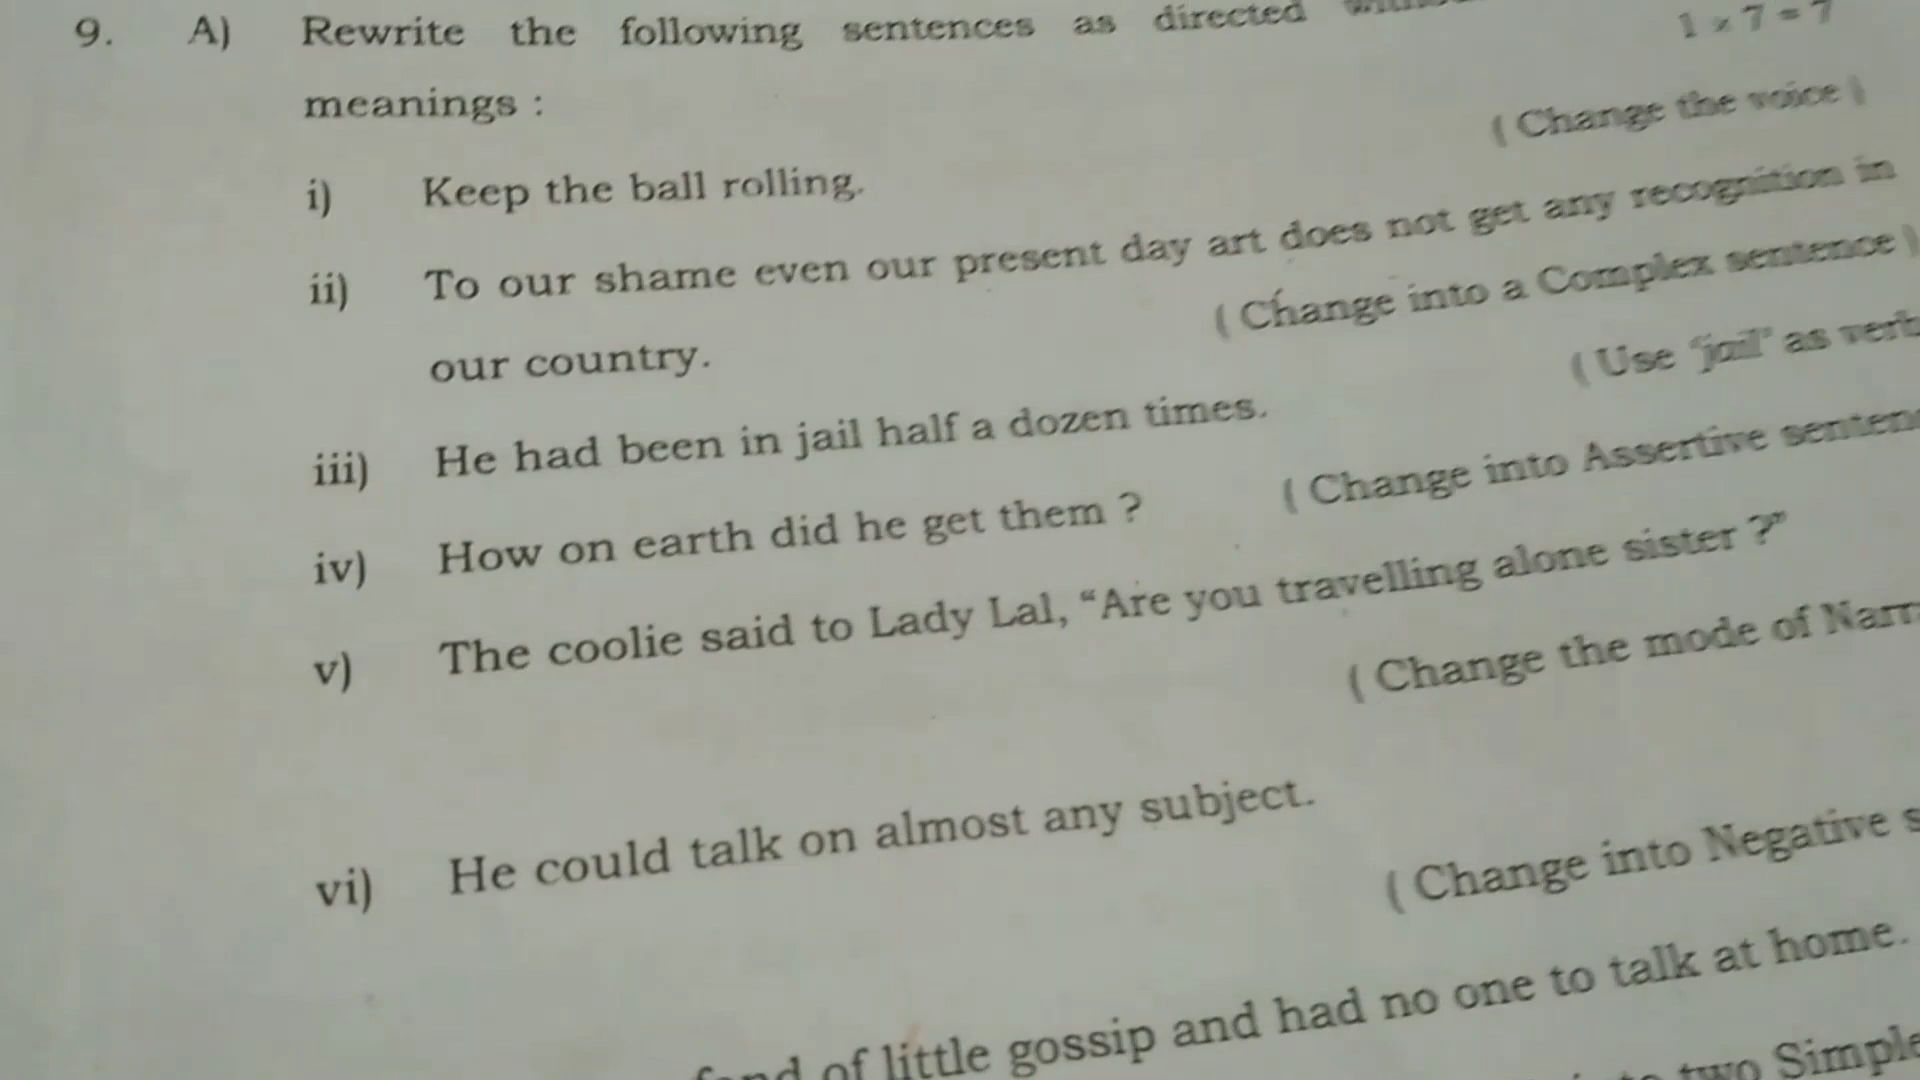 9. A) Rewrite the following sentences as directed
1 × 7 = 7
meanings :
( Change the voice )
i) Keep the ball rolling.
ii) To our shame even our present day art does not get any recognition in
our country.
( Change into a Complex sentence )
( Use "jail" as verb
iii) He had been in jail half a dozen times.
iv) How on earth did he get them ?
( Change into Assertive senten
v) The coolie said to Lady Lal, “Are you travelling alone sister ?”
( Change the mode of Narr
vi) He could talk on almost any subject.
( Change into Negative s
of little gossip and had no one to talk at home.
two Simple